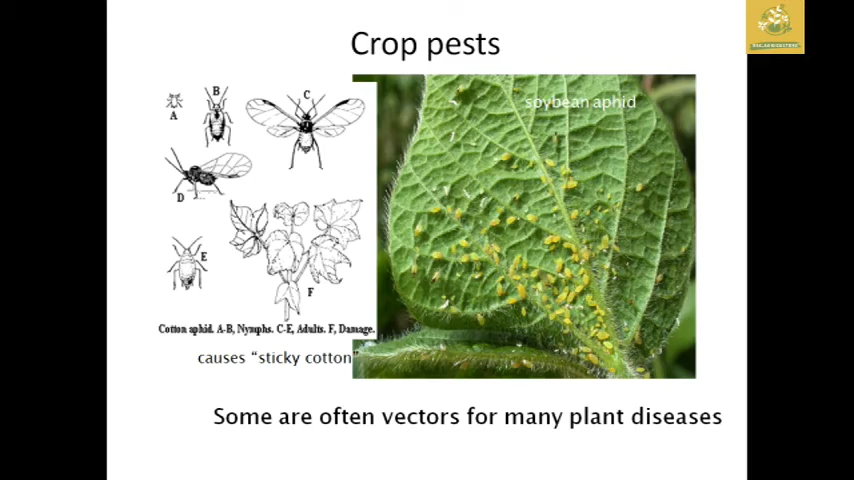 Crop pests
A
B
C
D
E
F
soybean aphid
Cotton aphid. A-B, Nymphs. C-E, Adults. F, Damage.
causes “sticky cotton”
Some are often vectors for many plant diseases